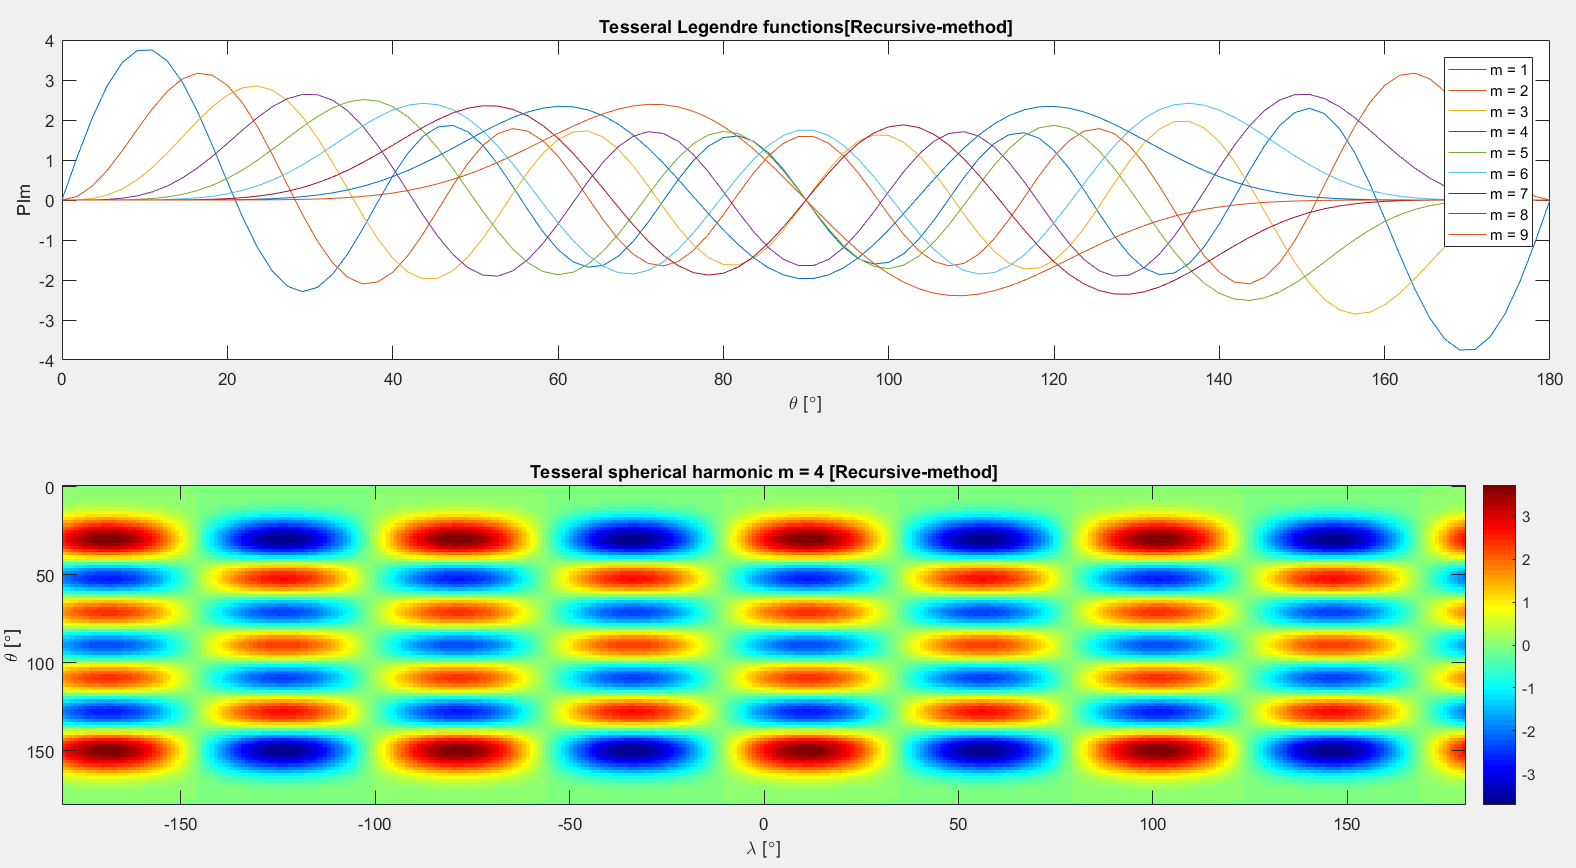 Tesseral Legendre functions[Recursive-method]
4
3
2
1
0
-1
-2
-3
-4
Plm
m = 1
m = 2
m = 3
m = 4
m = 5
m = 6
m = 7
m = 8
m = 9
0 20 40 60 80 100 120 140 160 180
θ [°]
Tesseral spherical harmonic m = 4 [Recursive-method]
0
50
100
150
θ [°]
3
2
1
0
-1
-2
-3
-150 -100 -50 0 50 100 150
λ [°]